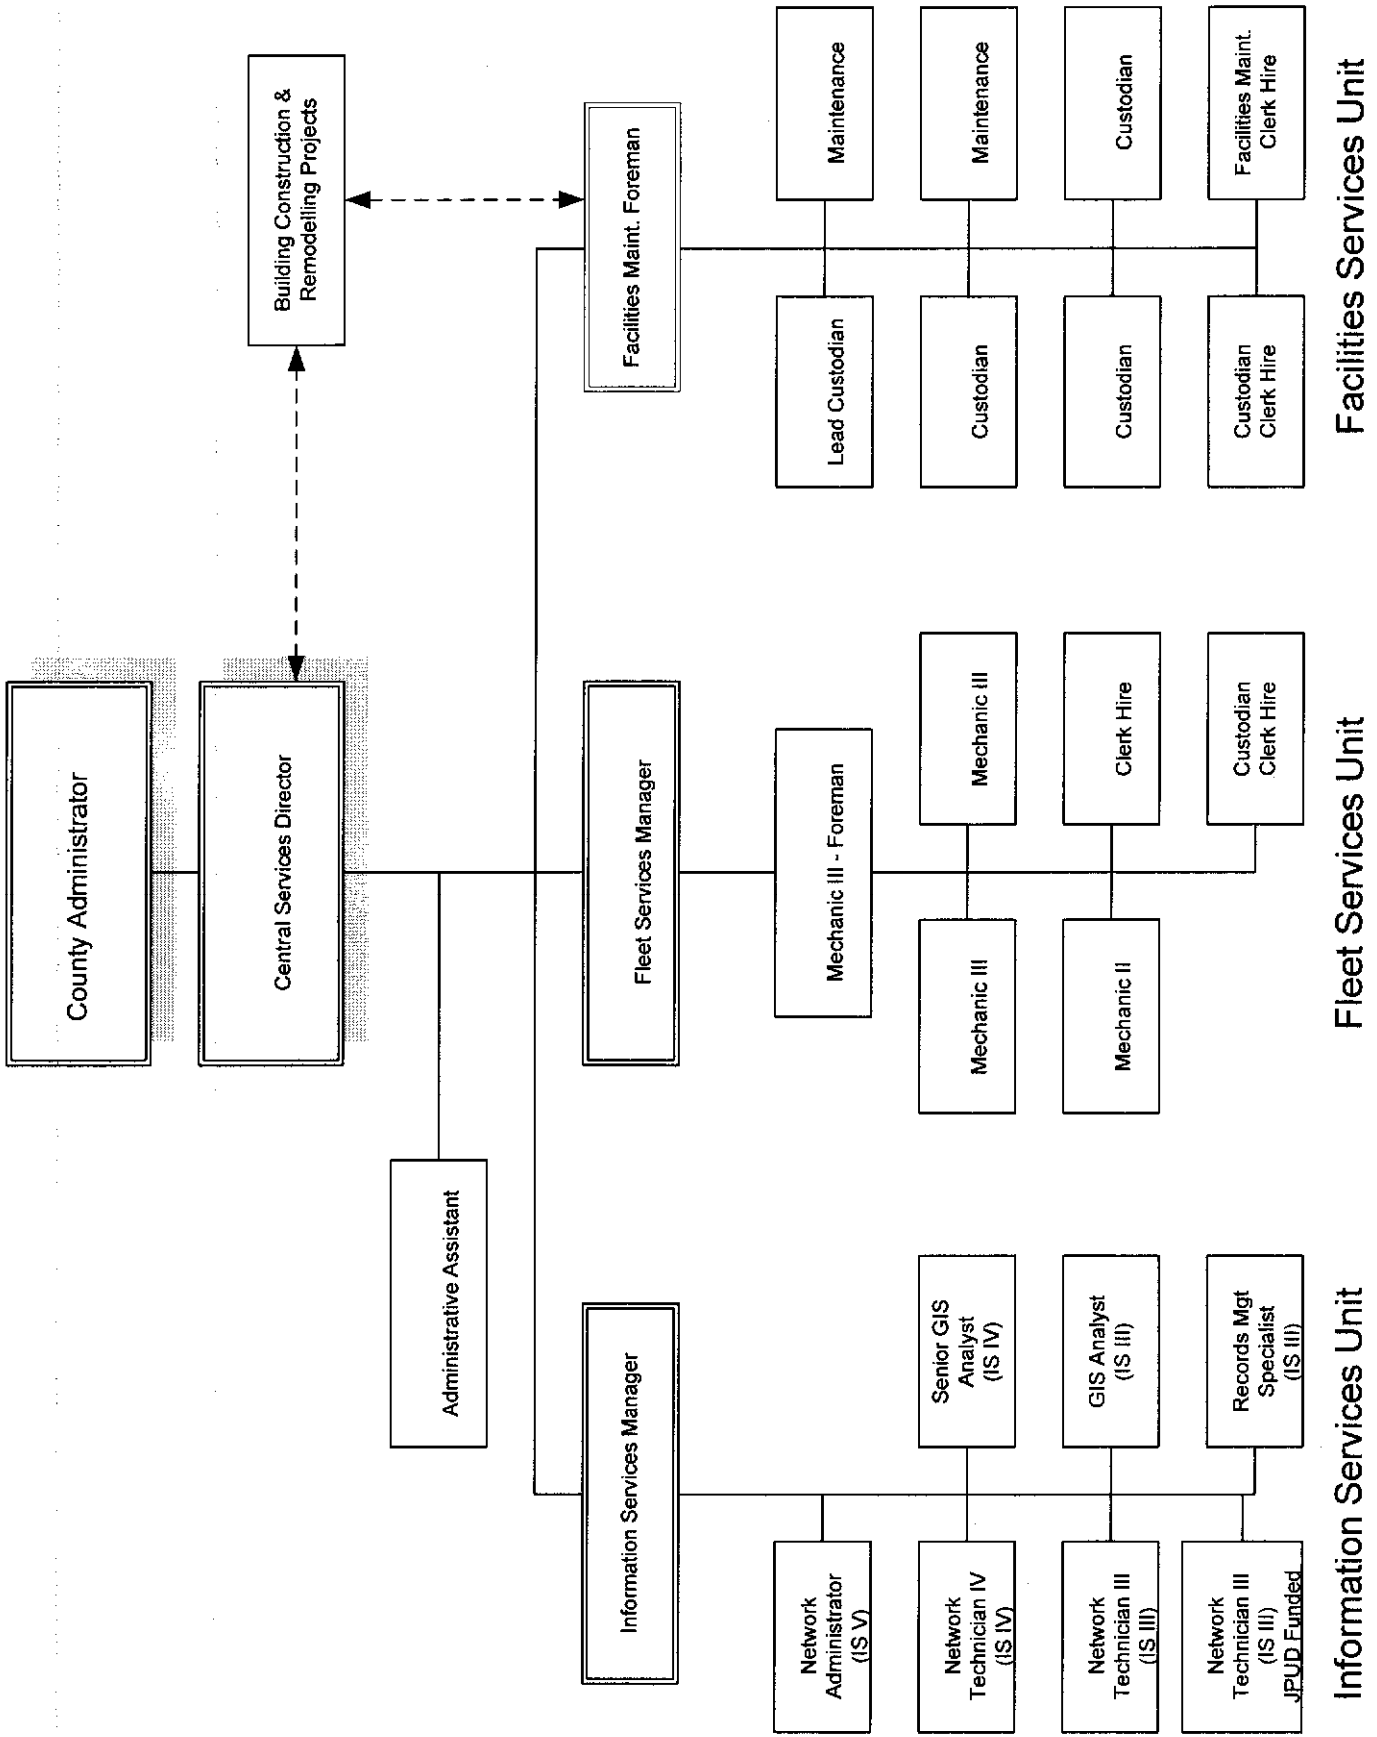 County Administrator
Central Services Director
Building Construction &
Remodelling Projects
Administrative Assistant
Information Services Manager
Fleet Services Manager
Facilities Maint. Foreman
Network
Administrator
(IS V)
Network
Technician IV
(IS IV)
Senior GIS
Analyst
(IS IV)
Network
Technician III
(IS III)
GIS Analyst
(IS III)
Network
Technician III
(IS III)
JPUD Funded
Records Mgt
Specialist
(IS III)
Mechanic III - Foreman
Mechanic III
Mechanic III
Mechanic II
Clerk Hire
Custodian
Clerk Hire
Lead Custodian
Maintenance
Custodian
Maintenance
Custodian
Custodian
Custodian
Clerk Hire
Facilities Maint.
Clerk Hire
Information Services Unit
Fleet Services Unit
Facilities Services Unit